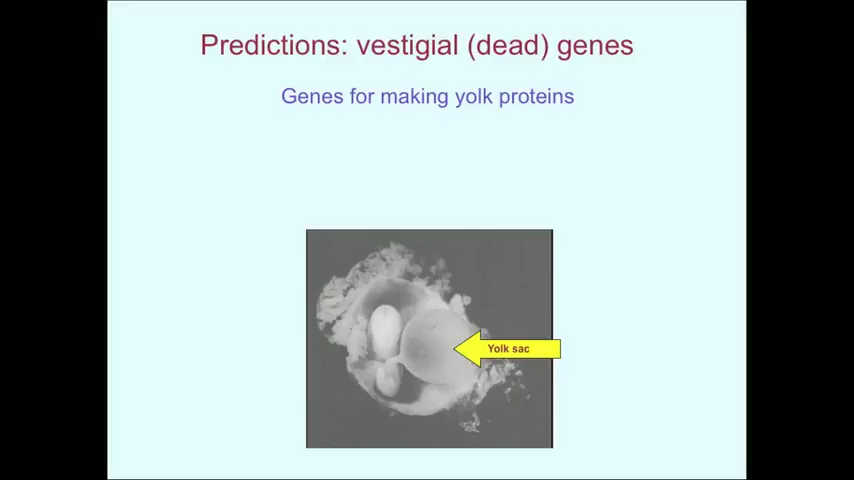 Predictions: vestigial (dead) genes
Genes for making yolk proteins
Yolk sac